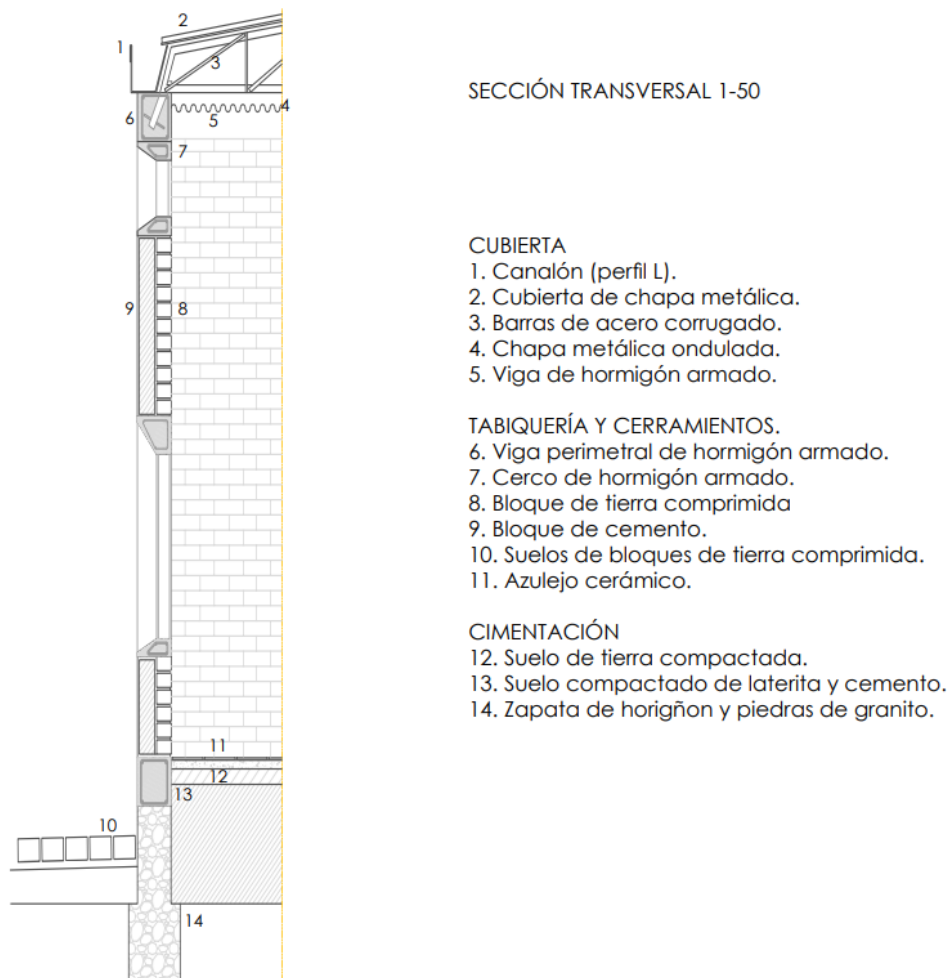 2
1
3
4
5
6
7
9
8
11
12
13
10
14
SECCIÓN TRANSVERSAL 1-50
CUBIERTA
1. Canalón (perfil L).
2. Cubierta de chapa metálica.
3. Barras de acero corrugado.
4. Chapa metálica ondulada.
5. Viga de hormigón armado.
TABIQUERÍA Y CERRAMIENTOS.
6. Viga perimetral de hormigón armado.
7. Cerco de hormigón armado.
8. Bloque de tierra comprimida
9. Bloque de cemento.
10. Suelos de bloques de tierra comprimida.
11. Azulejo cerámico.
CIMENTACIÓN
12. Suelo de tierra compactada.
13. Suelo compactado de laterita y cemento.
14. Zapata de horigñon y piedras de granito.